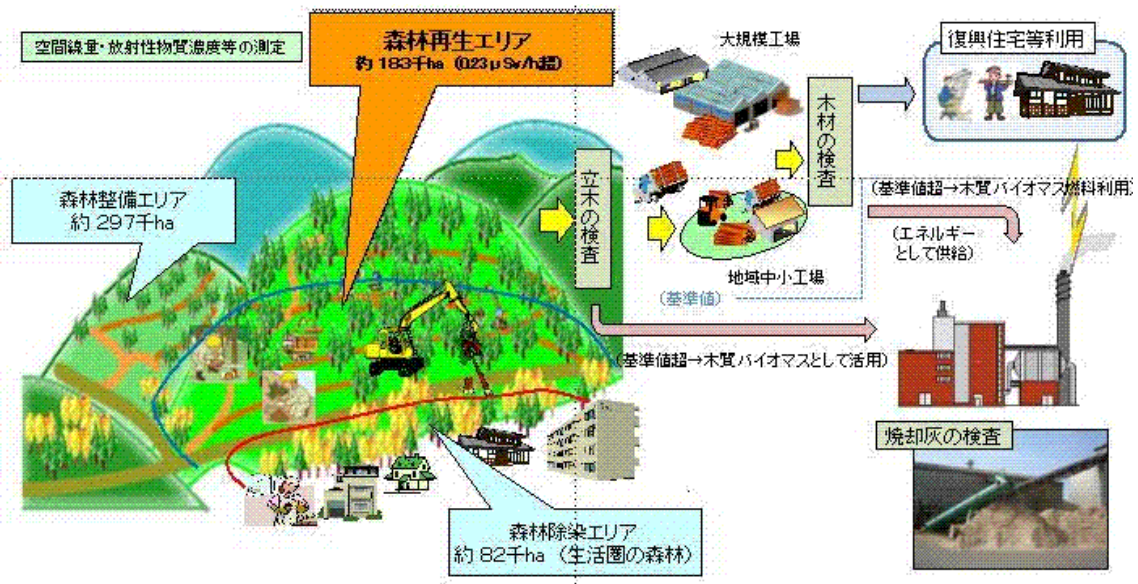 空間線量・放射性物質濃度等の測定
森林再生エリア
約183千ha (0.23μSv/h超)
大規模工場
復興住宅等利用
木材の検査
立木の検査
森林整備エリア
約297千ha
(基準値超→木質バイオマス燃料利用)
(エネルギー
として供給)
地域中小工場
(基準値)
(基準値超→木質バイオマスとして活用)
焼却灰の検査
森林除染エリア
約82千ha (生活圏の森林)